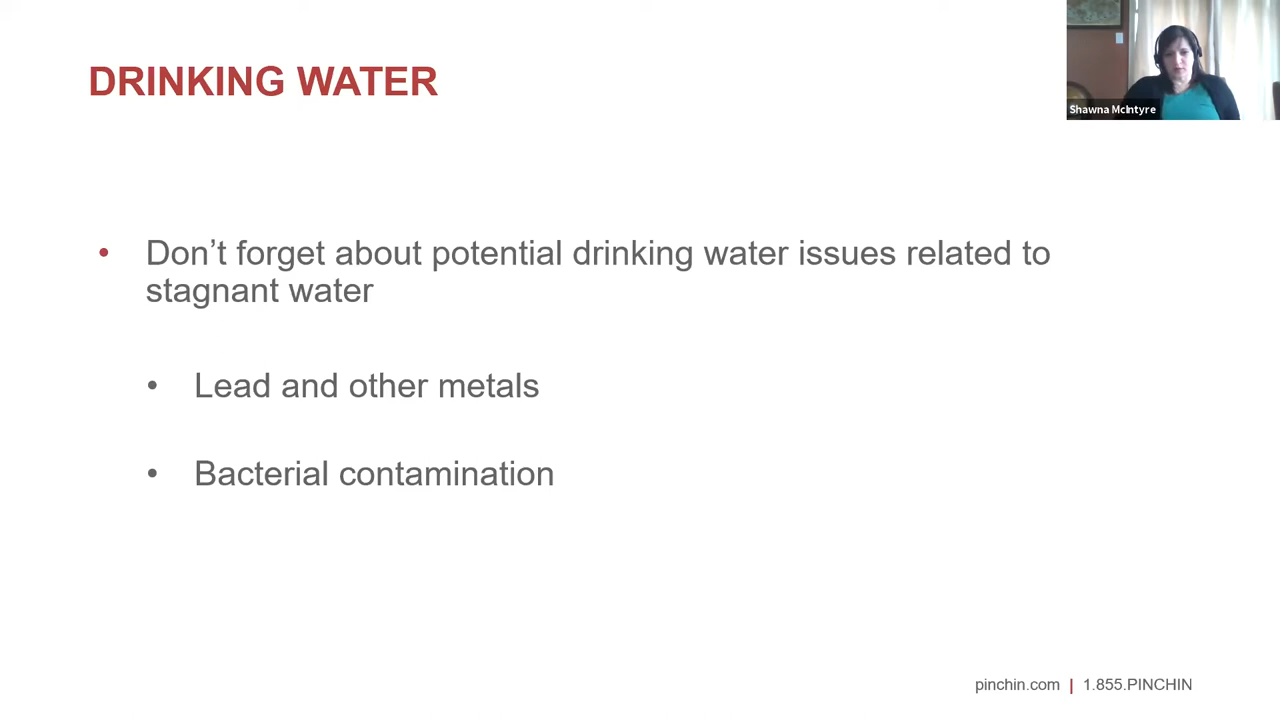 DRINKING WATER
Shawna McIntyre
• Don’t forget about potential drinking water issues related to
stagnant water
• Lead and other metals
• Bacterial contamination
pinchin.com | 1.855.PINCHIN